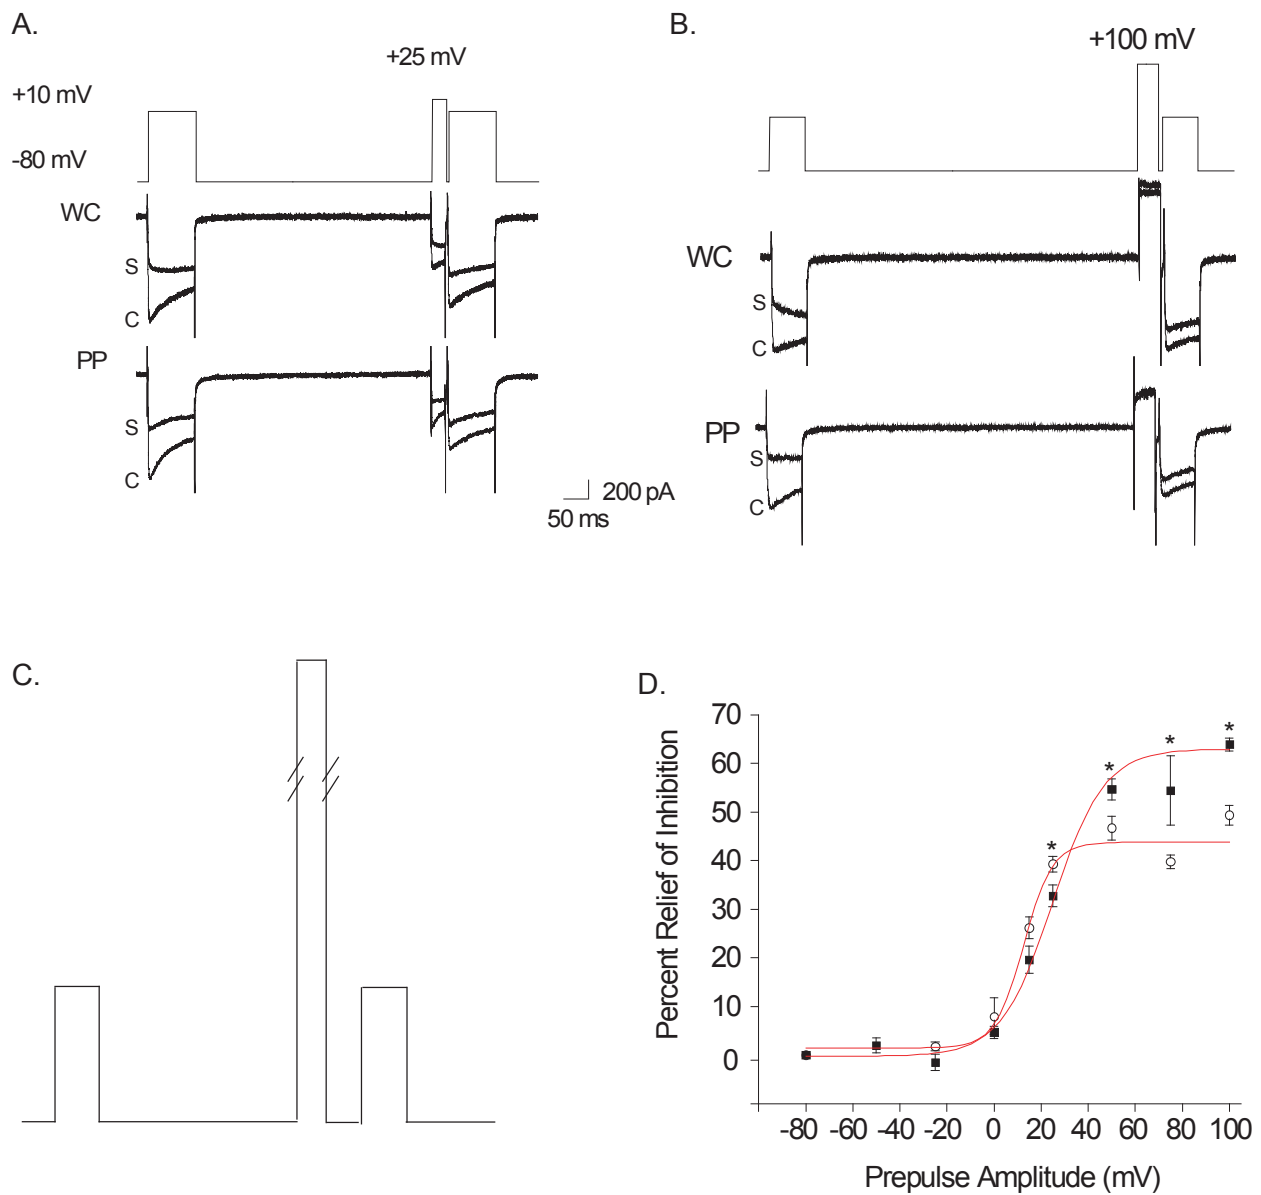 A.
+25 mV
+10 mV
-80 mV
WC
S
C
PP
S
C
200 pA
50 ms
B.
+100 mV
WC
S
C
PP
S
C
C.
D.
Percent Relief of Inhibition
70
60
50
40
30
20
10
0
* * * *
-80 -60 -40 -20 0 20 40 60 80 100
Prepulse Amplitude (mV)